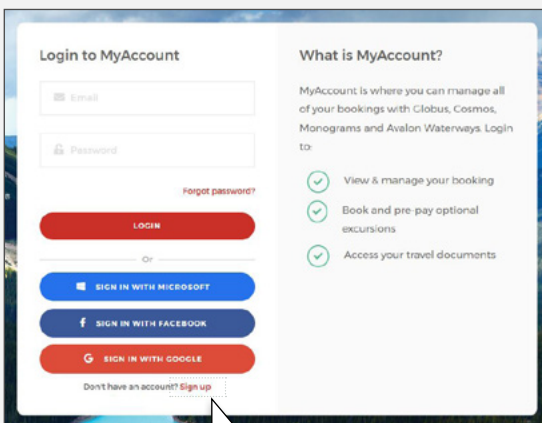 Login to MyAccount
Email
Password
Forgot password?
LOGIN
Or
SIGN IN WITH MICROSOFT
f SIGN IN WITH FACEBOOK
G SIGN IN WITH GOOGLE
Don't have an account? Sign up
What is MyAccount?
MyAccount is where you can manage all
of your bookings with Globus, Cosmos,
Monograms and Avalon Waterways. Login
to:
View & manage your booking
Book and pre-pay optional
excursions
Access your travel documents